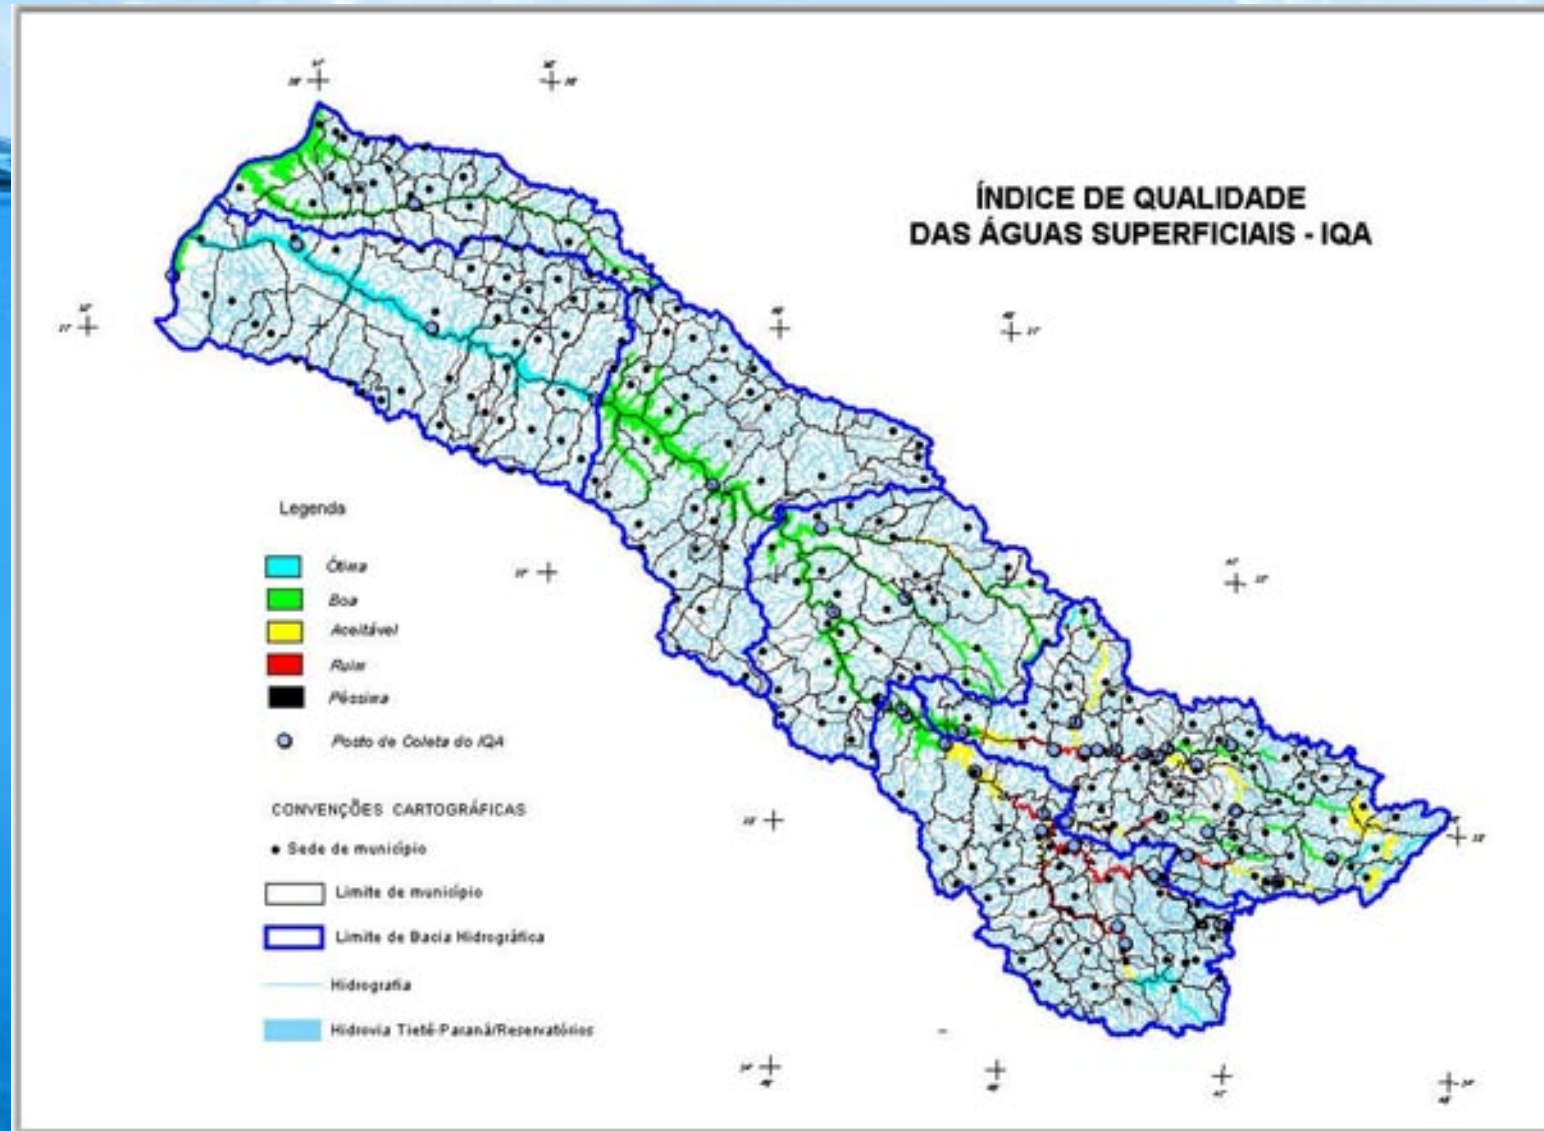 ÍNDICE DE QUALIDADE
DAS ÁGUAS SUPERFICIAIS - IQA
Legenda
Ótima
Boa
Aceitável
Ruim
Péssima
Posto de Coleta do IQA
CONVENÇÕES CARTOGRÁFICAS
Sede de município
Limite de município
Limite de Bacia Hidrográfica
Hidrografia
Hidrovia Tietê-Paraná/Reservatórios